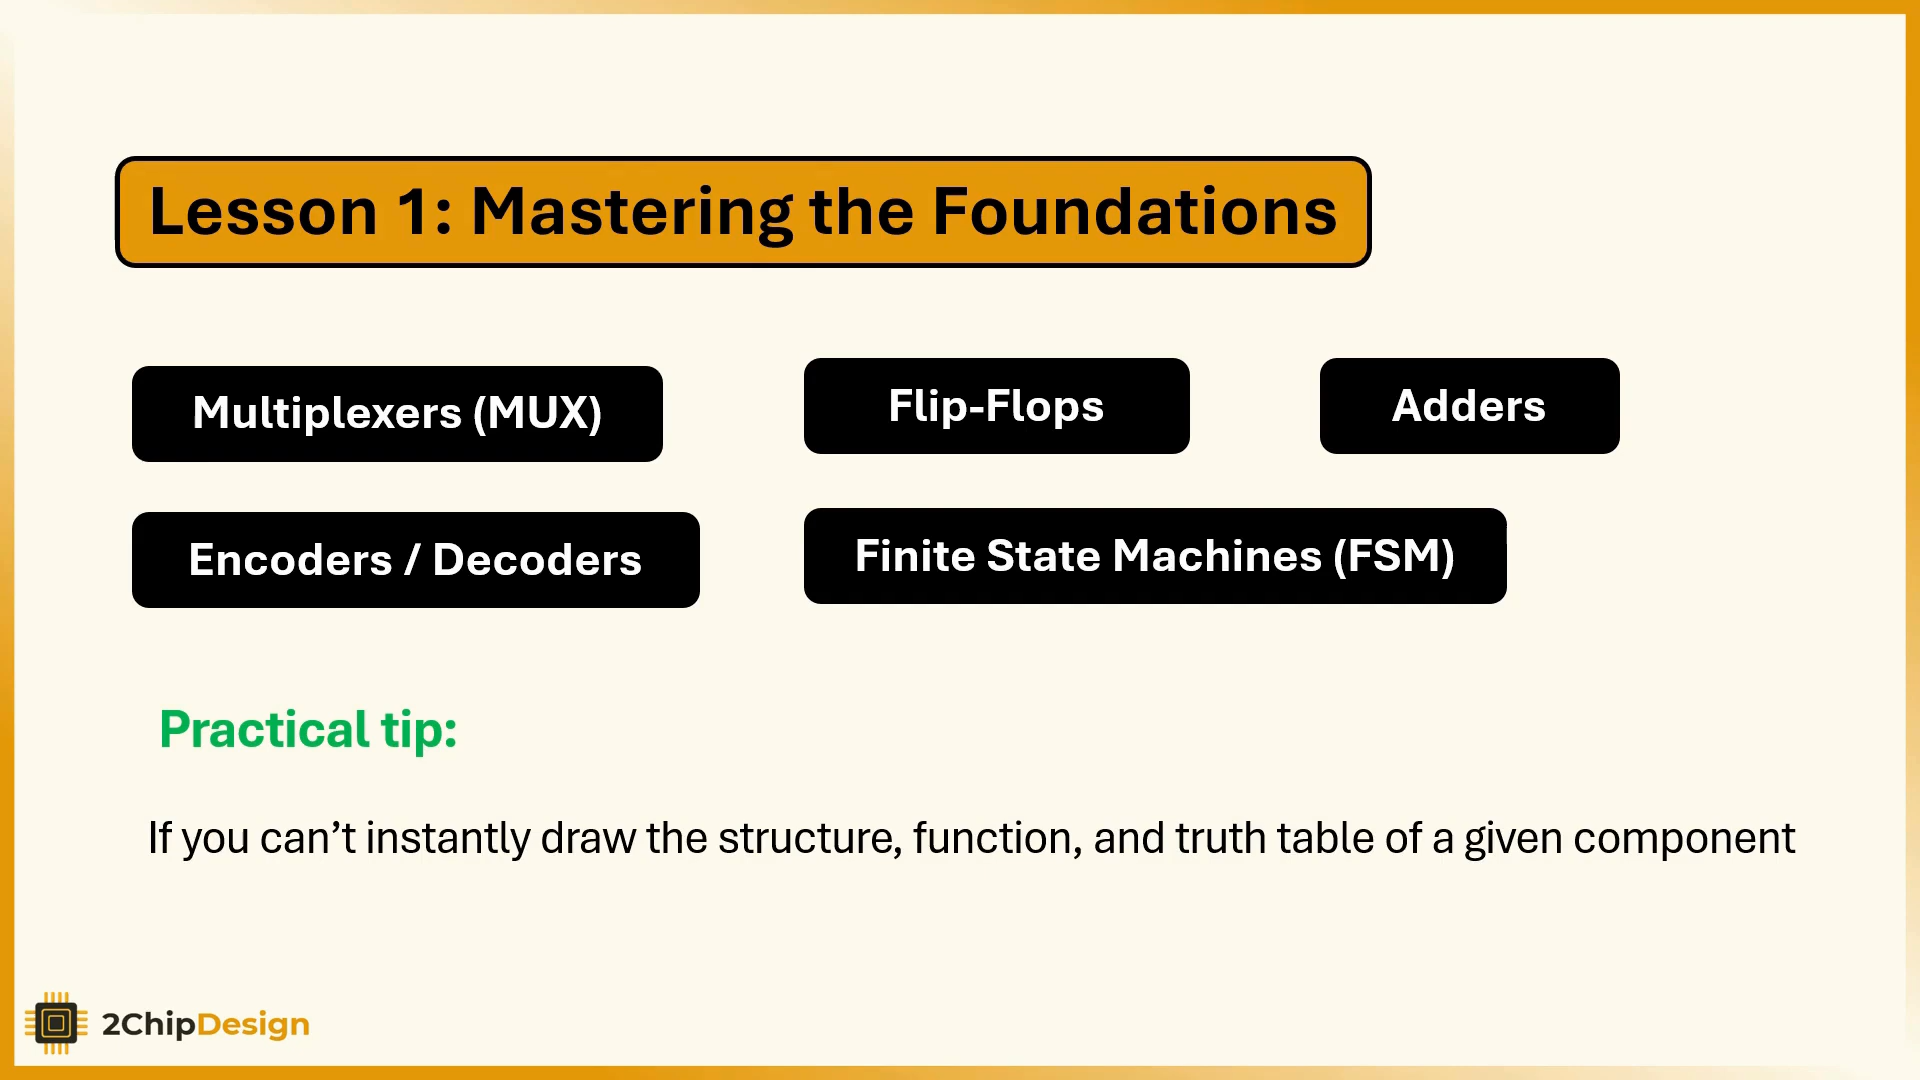 Lesson 1: Mastering the Foundations
Multiplexers (MUX)
Flip-Flops
Adders
Encoders / Decoders
Finite State Machines (FSM)
Practical tip:
If you can’t instantly draw the structure, function, and truth table of a given component
2ChipDesign